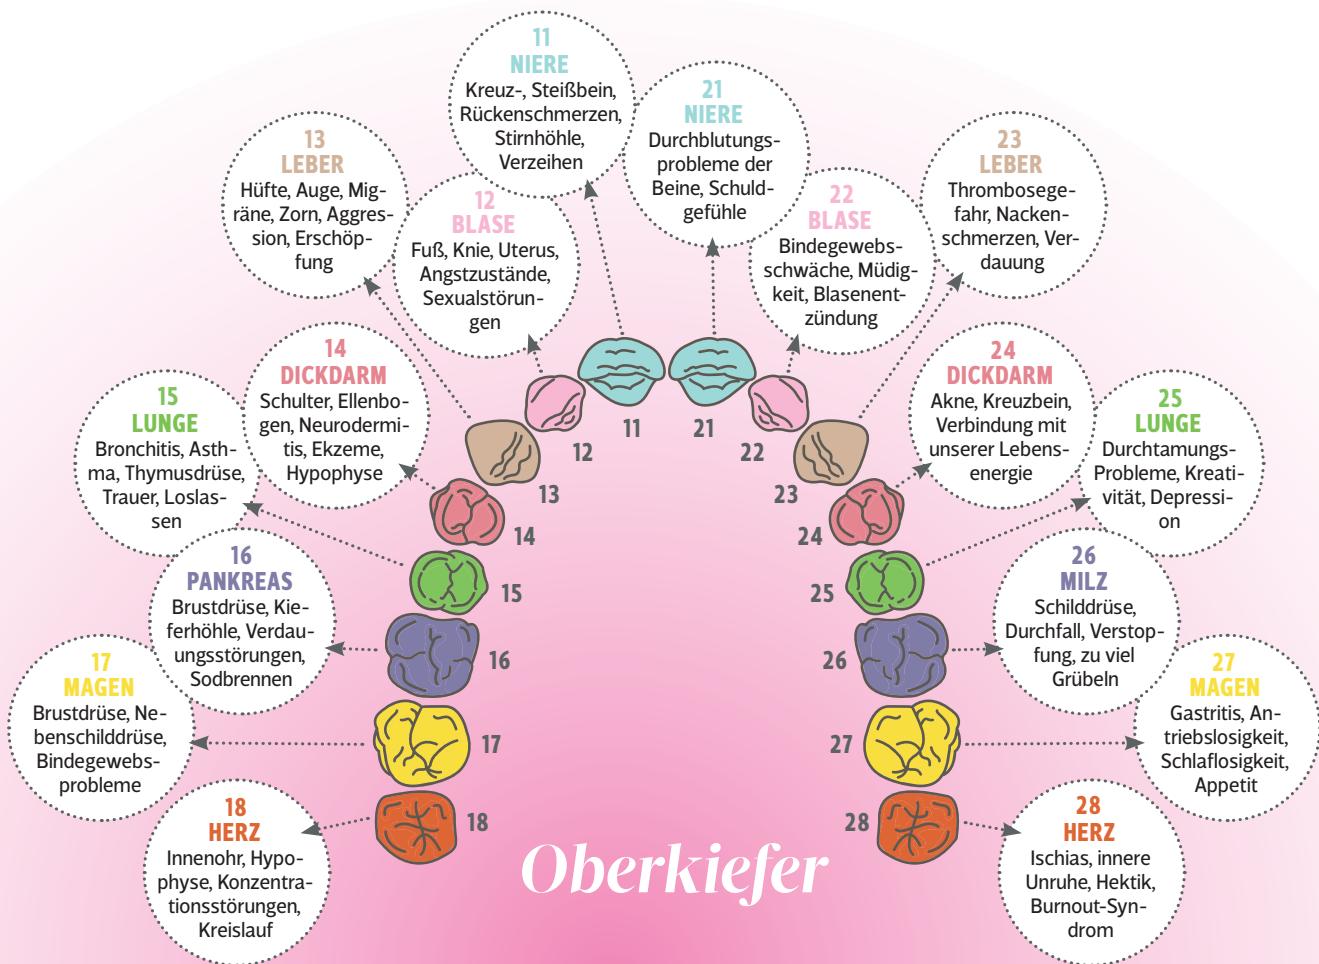 11
NIERE
Kreuz-, Steißbein,
Rückenschmerzen,
Stirnhöhle,
Verzeihen
21
NIERE
Durchblutungs-
probleme der
Beine, Schuld-
gefühle
13
LEBER
Hüfte, Auge, Mig-
räne, Zorn, Aggres-
sion, Erschöp-
fung
12
BLASE
Fuß, Knie, Uterus,
Angstzustände,
Sexualstörun-
gen
22
BLASE
Bindegewebs-
schwäche, Müdig-
keit, Blasenent-
zündung
23
LEBER
Thrombosege-
fahr, Nacken-
schmerzen, Ver-
dauung
14
DICKDARM
Schulter, Ellenbo-
gen, Neurodermi-
tis, Ekzeme,
Hypophyse
24
DICKDARM
Akne, Kreuzbein,
Verbindung mit
unserer Lebens-
energie
15
LUNGE
Bronchitis, Asth-
ma, Thymusdrüse,
Trauer, Loslas-
sen
25
LUNGE
Durchtamungs-
Probleme, Kreati-
vität, Depressi-
on
16
PANKREAS
Brustdrüse, Kie-
ferhöhle, Verdau-
ungsstörungen,
Sodbrennen
26
MILZ
Schilddrüse,
Durchfall, Verstop-
fung, zu viel
Grübeln
17
MAGEN
Brustdrüse, Ne-
benschilddrüse,
Bindegewebs-
probleme
27
MAGEN
Gastritis, An-
triebslosigkeit,
Schlaflosigkeit,
Appetit
18
HERZ
Innenohr, Hypo-
physe, Konzentra-
tionsstörungen,
Kreislauf
28
HERZ
Ischias, innere
Unruhe, Hektik,
Burnout-Syn-
drom
11
21
12
22
13
23
14
24
15
25
16
26
17
27
18
28
Oberkiefer